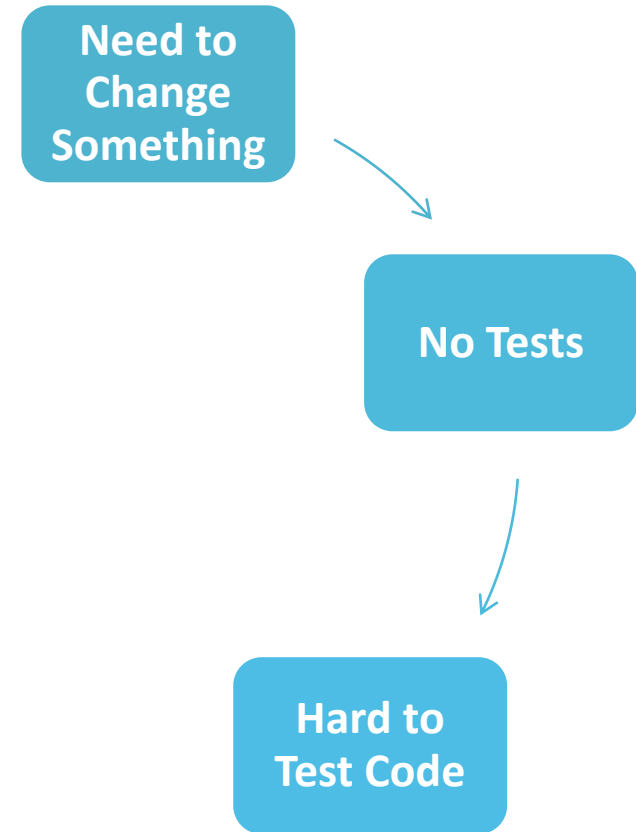 Need to
Change
Something
No Tests
Hard to
Test Code